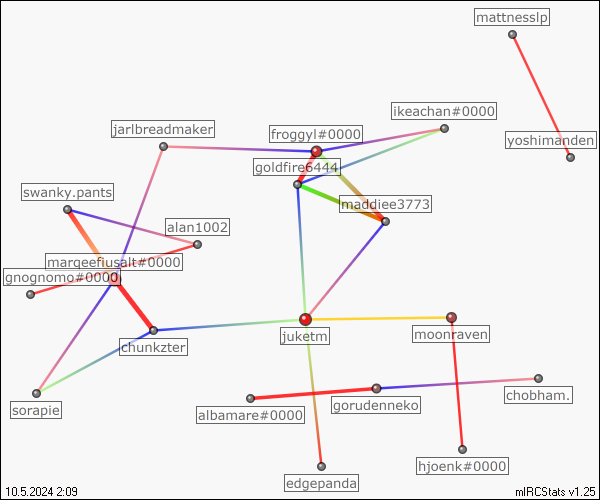 mattnesslp
ikeachan#0000
jarlbreadmaker
froggyl#0000
yoshimanden
goldfire6444
swanky.pants
maddiee3773
alan1002
marqeefiusalt#0000
gnognomo#0000
juketm
moonraven
chunkzter
chobham.
sorapie
albamare#0000
gorudenneko
hjoenk#0000
edgepanda
10.5.2024 2:09
mIRCStats v1.25